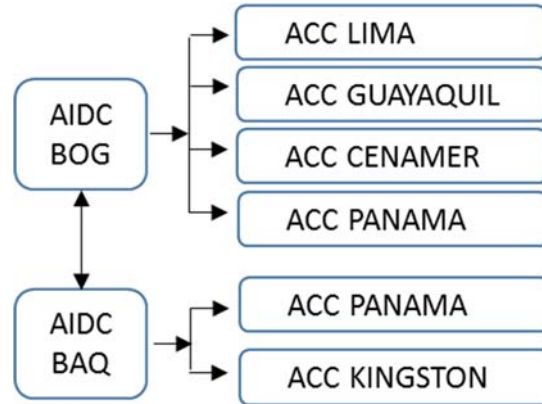 ACC LIMA
ACC GUAYAQUIL
AIDC
BOG
ACC CENAMER
ACC PANAMA
ACC PANAMA
AIDC
BAQ
ACC KINGSTON